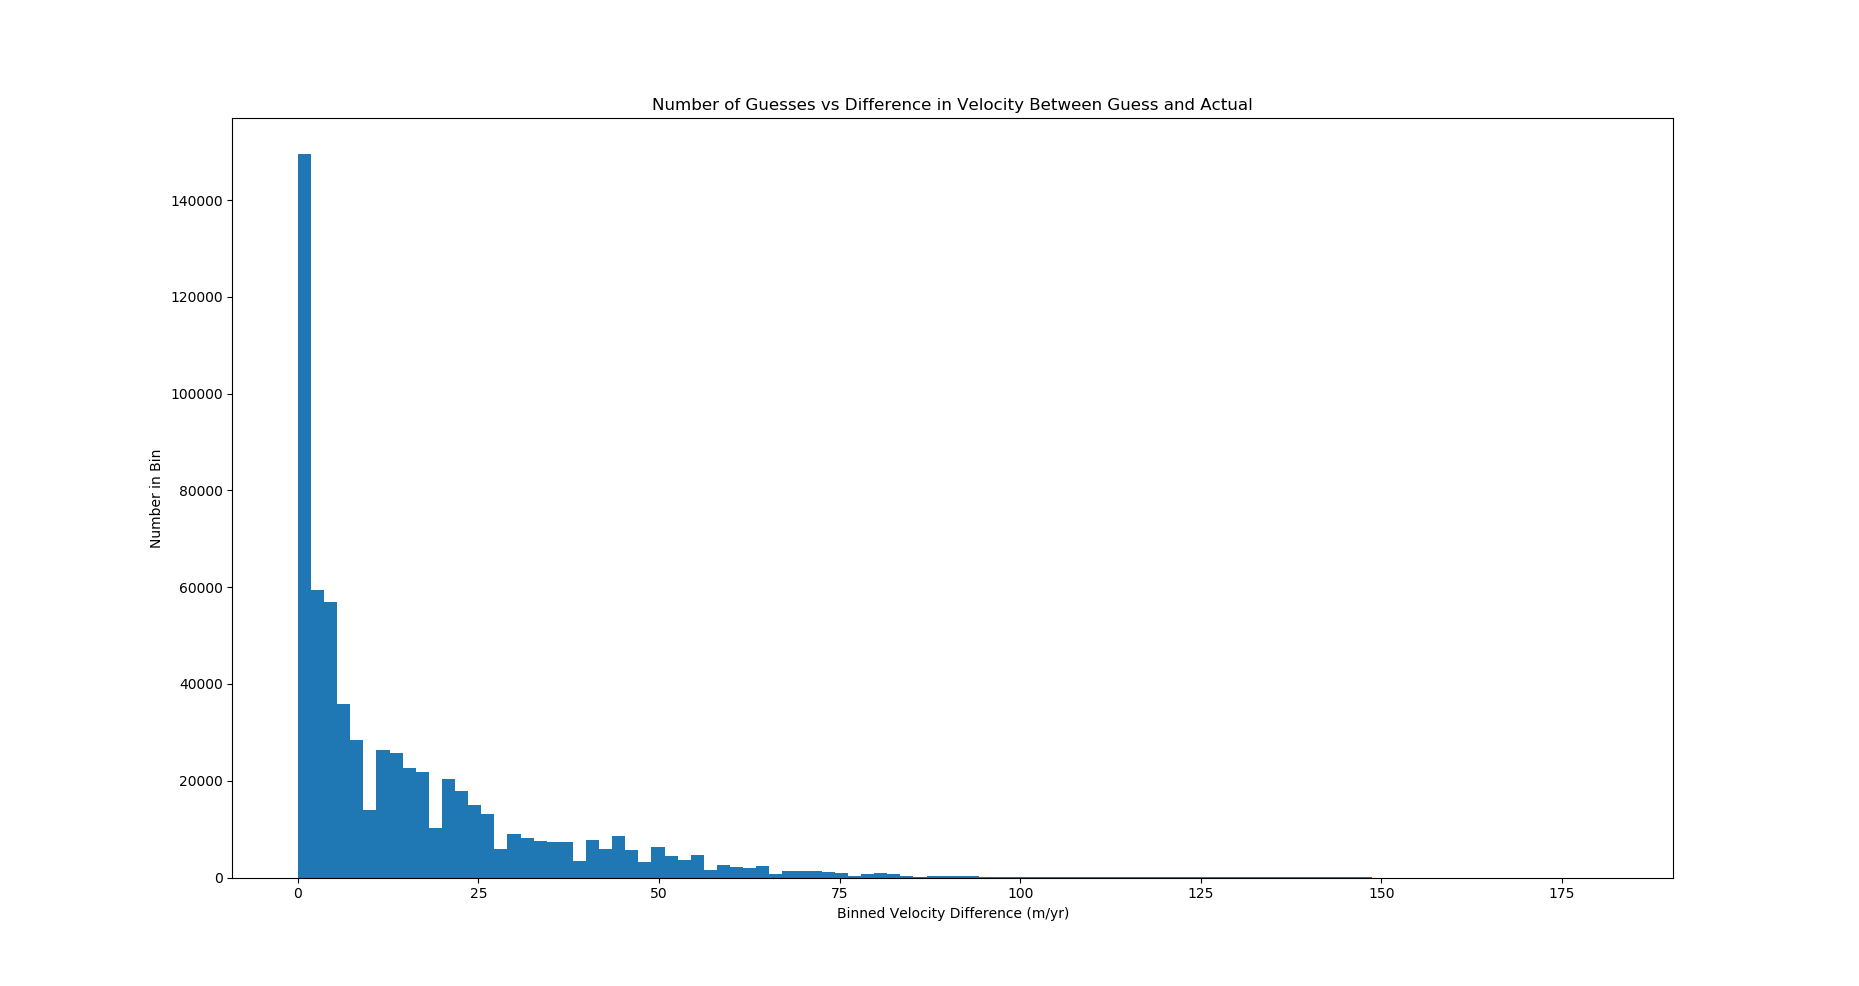 Number of Guesses vs Difference in Velocity Between Guess and Actual
140000
120000
100000
80000
60000
40000
20000
0
Number in Bin
0 25 50 75 100 125 150 175
Binned Velocity Difference (m/yr)